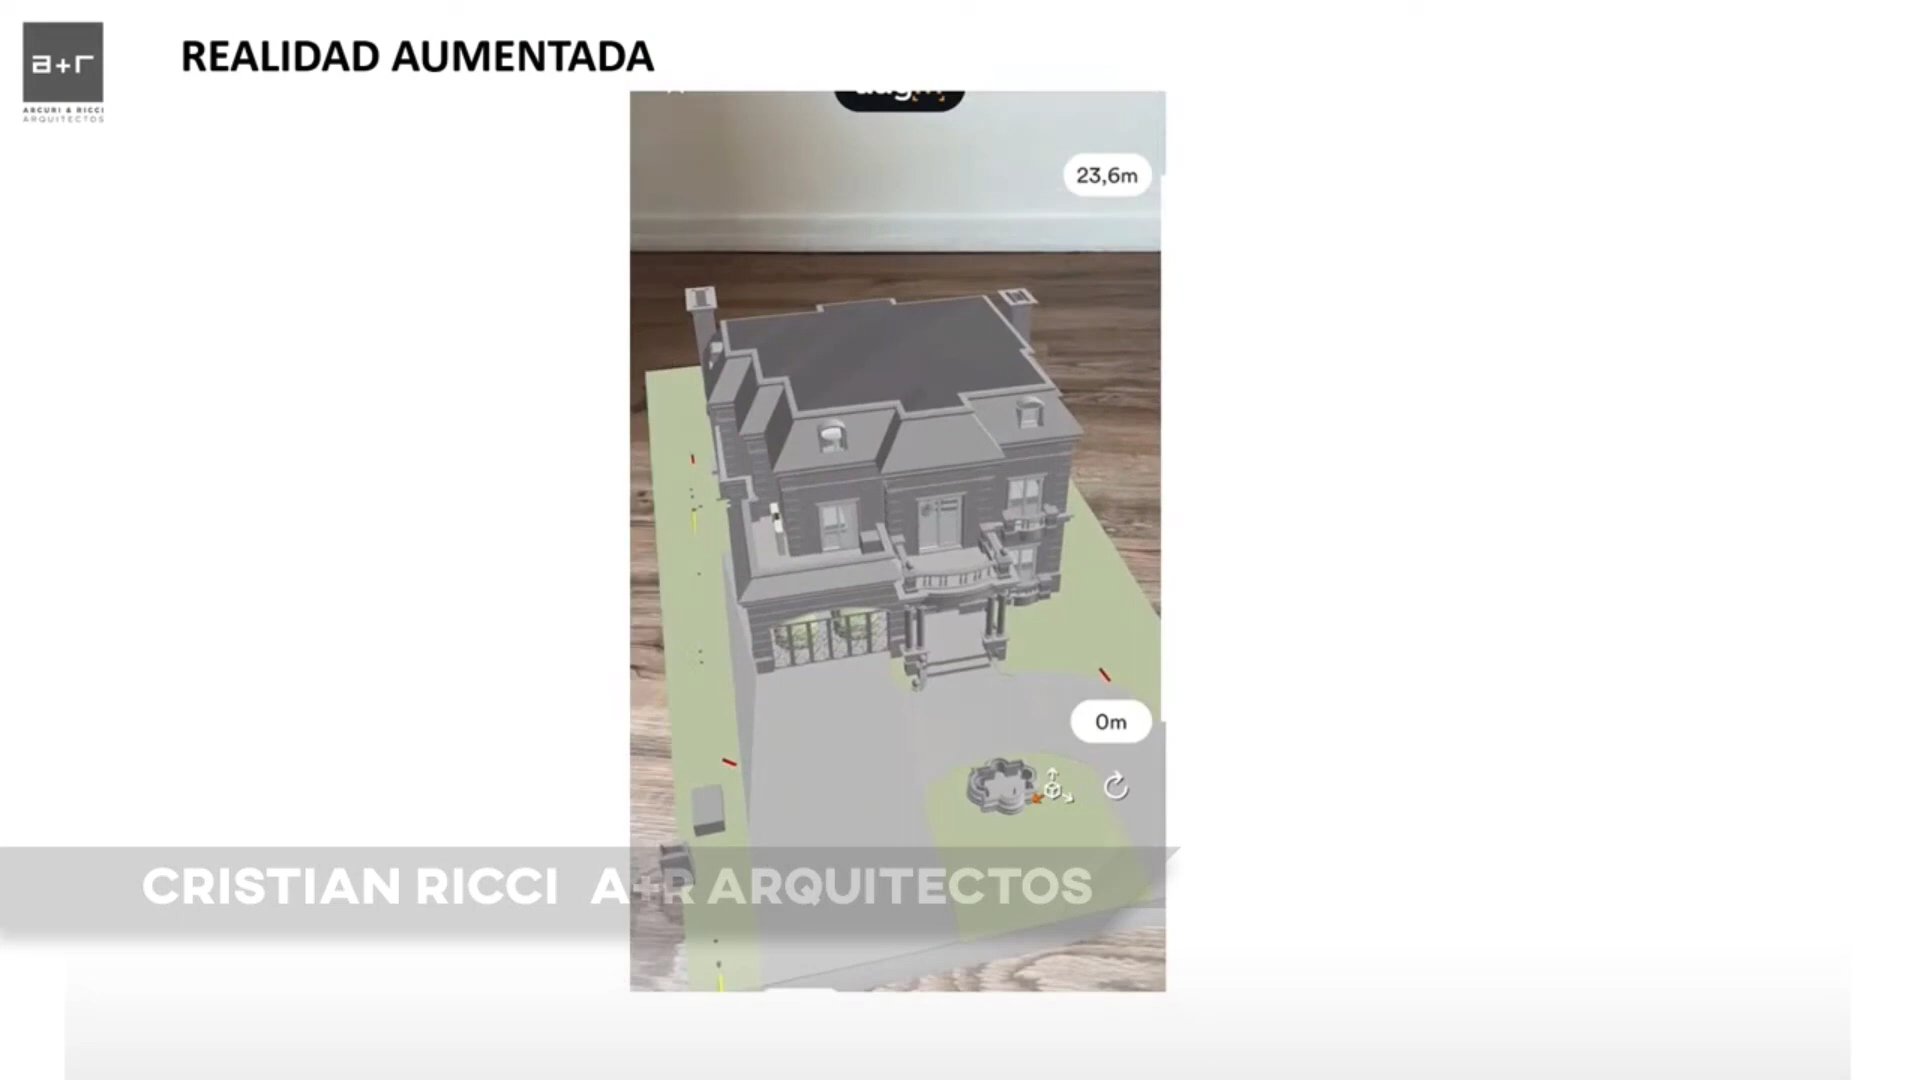 a+r
ARCURI & RICCI
ARQUITECTOS
REALIDAD AUMENTADA
23,6m
0m
CRISTIAN RICCI A+R ARQUITECTOS